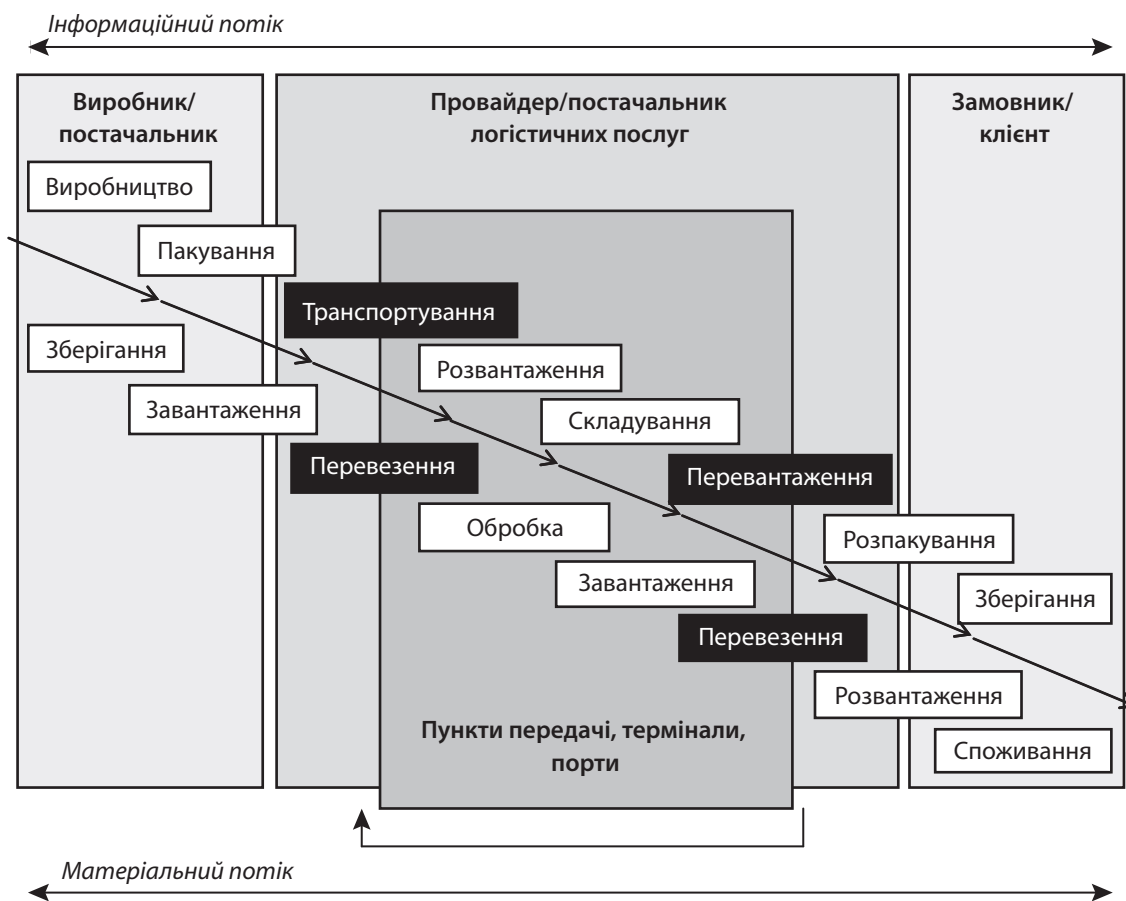 Інформаційний потік
Виробник/
постачальник
Провайдер/постачальник
логістичних послуг
Замовник/
клієнт
Виробництво
Пакування
Транспортування
Зберігання
Розвантаження
Завантаження
Складування
Перевезення
Перевантаження
Обробка
Розпакування
Завантаження
Зберігання
Перевезення
Розвантаження
Пункти передачі, термінали,
порти
Споживання
Матеріальний потік